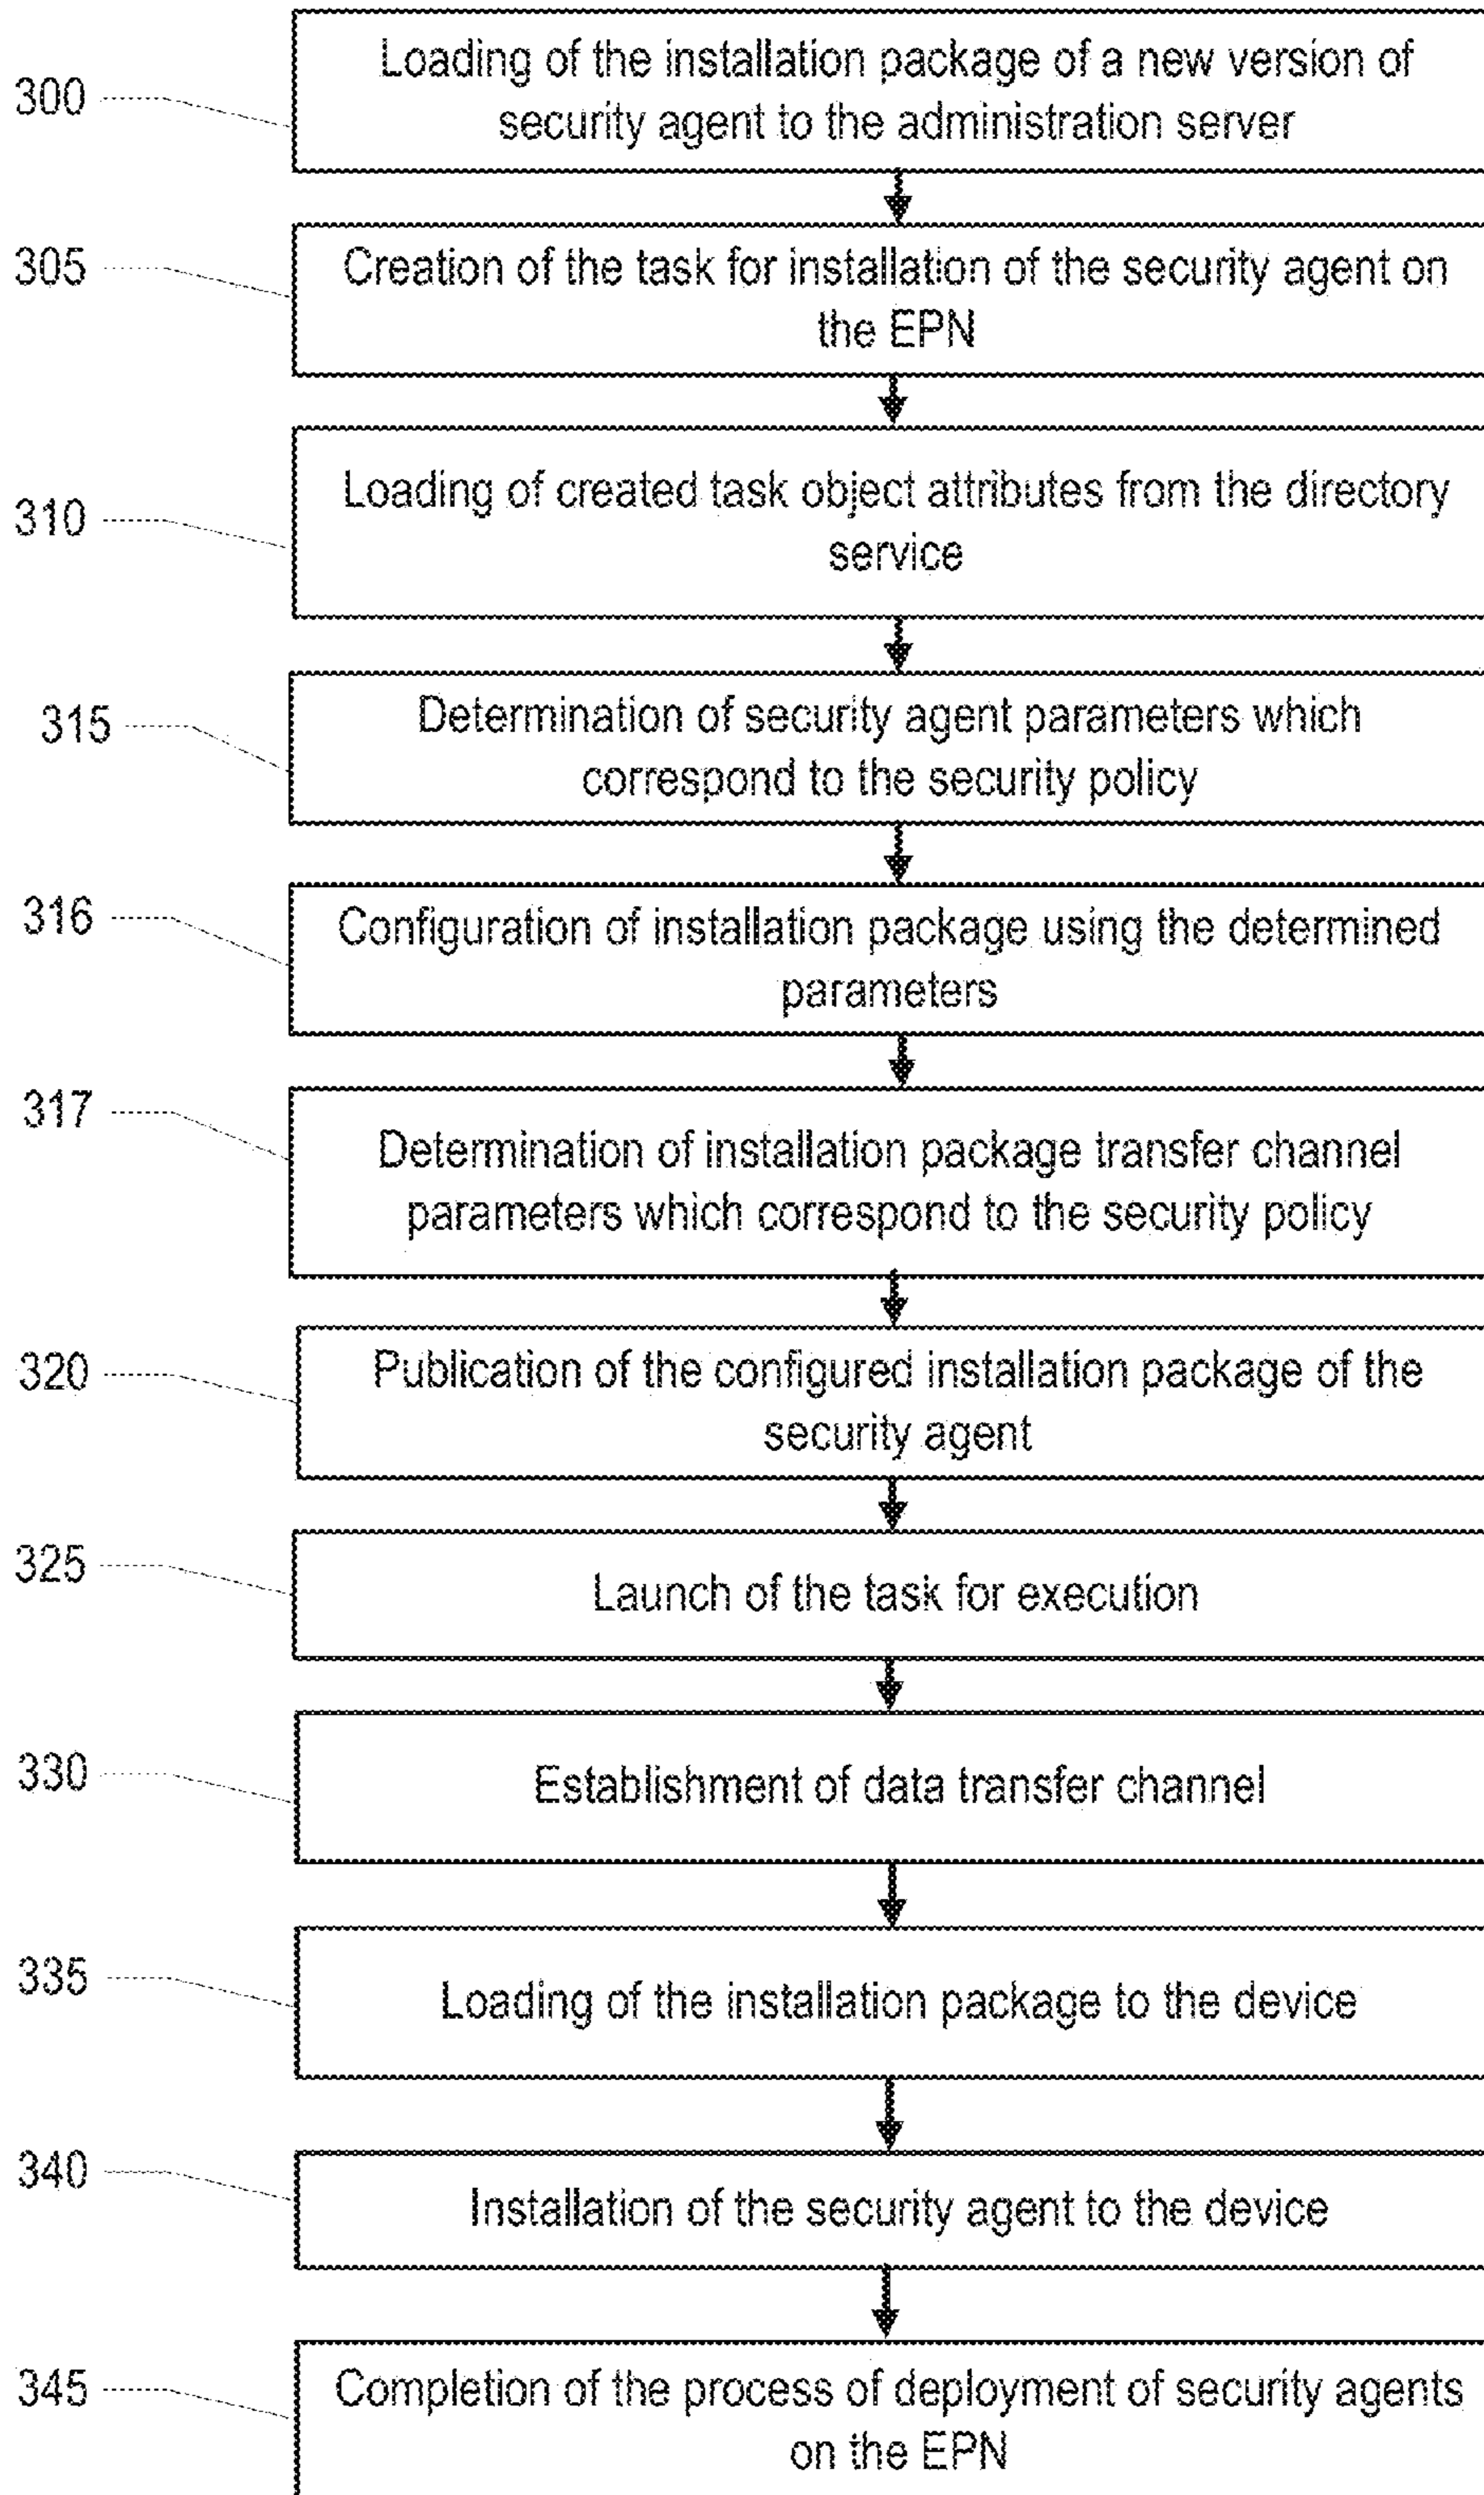 300
Loading of the installation package of a new version of
security agent to the administration server
305
Creation of the task for installation of the security agent on
the EPN
310
Loading of created task object attributes from the directory
service
315
Determination of security agent parameters which
correspond to the security policy
316
Configuration of installation package using the determined
parameters
317
Determination of installation package transfer channel
parameters which correspond to the security policy
320
Publication of the configured installation package of the
security agent
325
Launch of the task for execution
330
Establishment of data transfer channel
335
Loading of the installation package to the device
340
Installation of the security agent to the device
345
Completion of the process of deployment of security agents
on the EPN